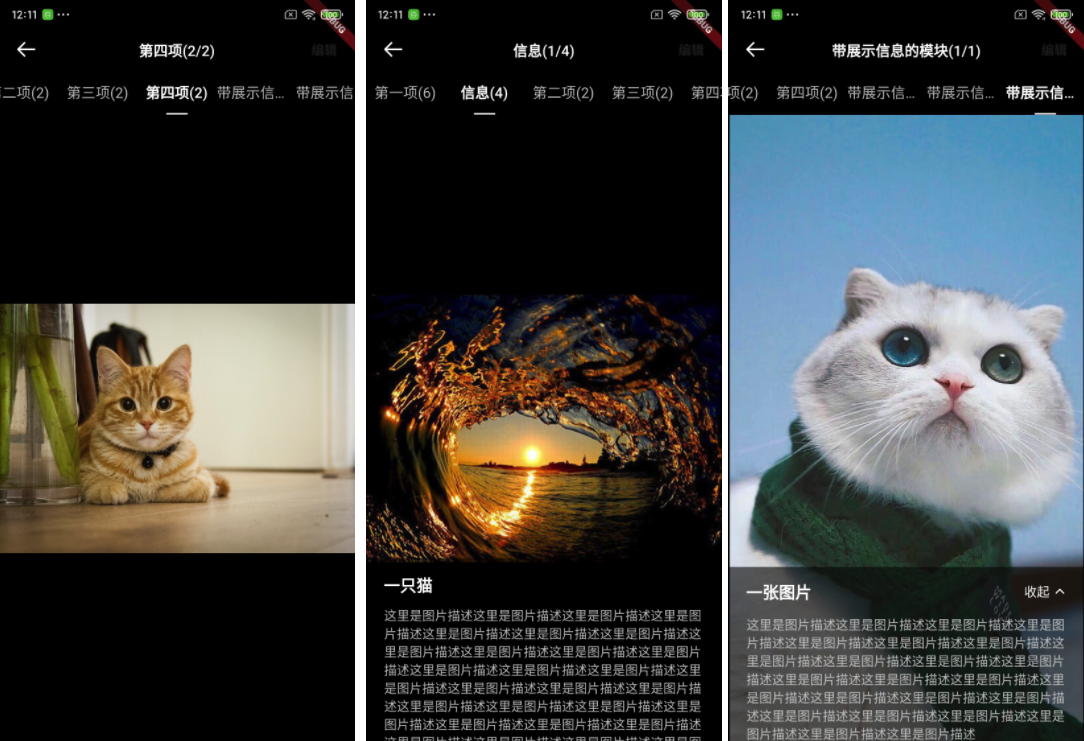 12:11
100
BUG
第四项(2/2)
编辑
二项(2) 第三项(2) 第四项(2) 带展示信... 带展示信
12:11
100
BUG
信息(1/4)
编辑
第一项(6) 信息(4) 第二项(2) 第三项(2) 第四
一只猫
这里是图片描述这里是图片描述这里是图片描述这里是图
片描述这里是图片描述这里是图片描述这里是图片描述这
里是图片描述这里是图片描述这里是图片描述这里是图片
描述这里是图片描述这里是图片描述这里是图片描述这里
是图片描述这里是图片描述这里是图片描述这里是图片描
述这里是图片描述这里是图片描述这里是图片描述这里是
图片描述这里是图片描述这里是图片描述这里是图片描述
12:11
100
BUG
带展示信息的模块(1/1)
编辑
项(2) 第四项(2) 带展示信... 带展示信... 带展示信...
一张图片
收起
这里是图片描述这里是图片描述这里是图片描述这里是图
片描述这里是图片描述这里是图片描述这里是图片描述这
里是图片描述这里是图片描述这里是图片描述这里是图片
描述这里是图片描述这里是图片描述这里是图片描述这里
是图片描述这里是图片描述这里是图片描述这里是图片描
述这里是图片描述这里是图片描述这里是图片描述这里是
图片描述这里是图片描述这里是图片描述